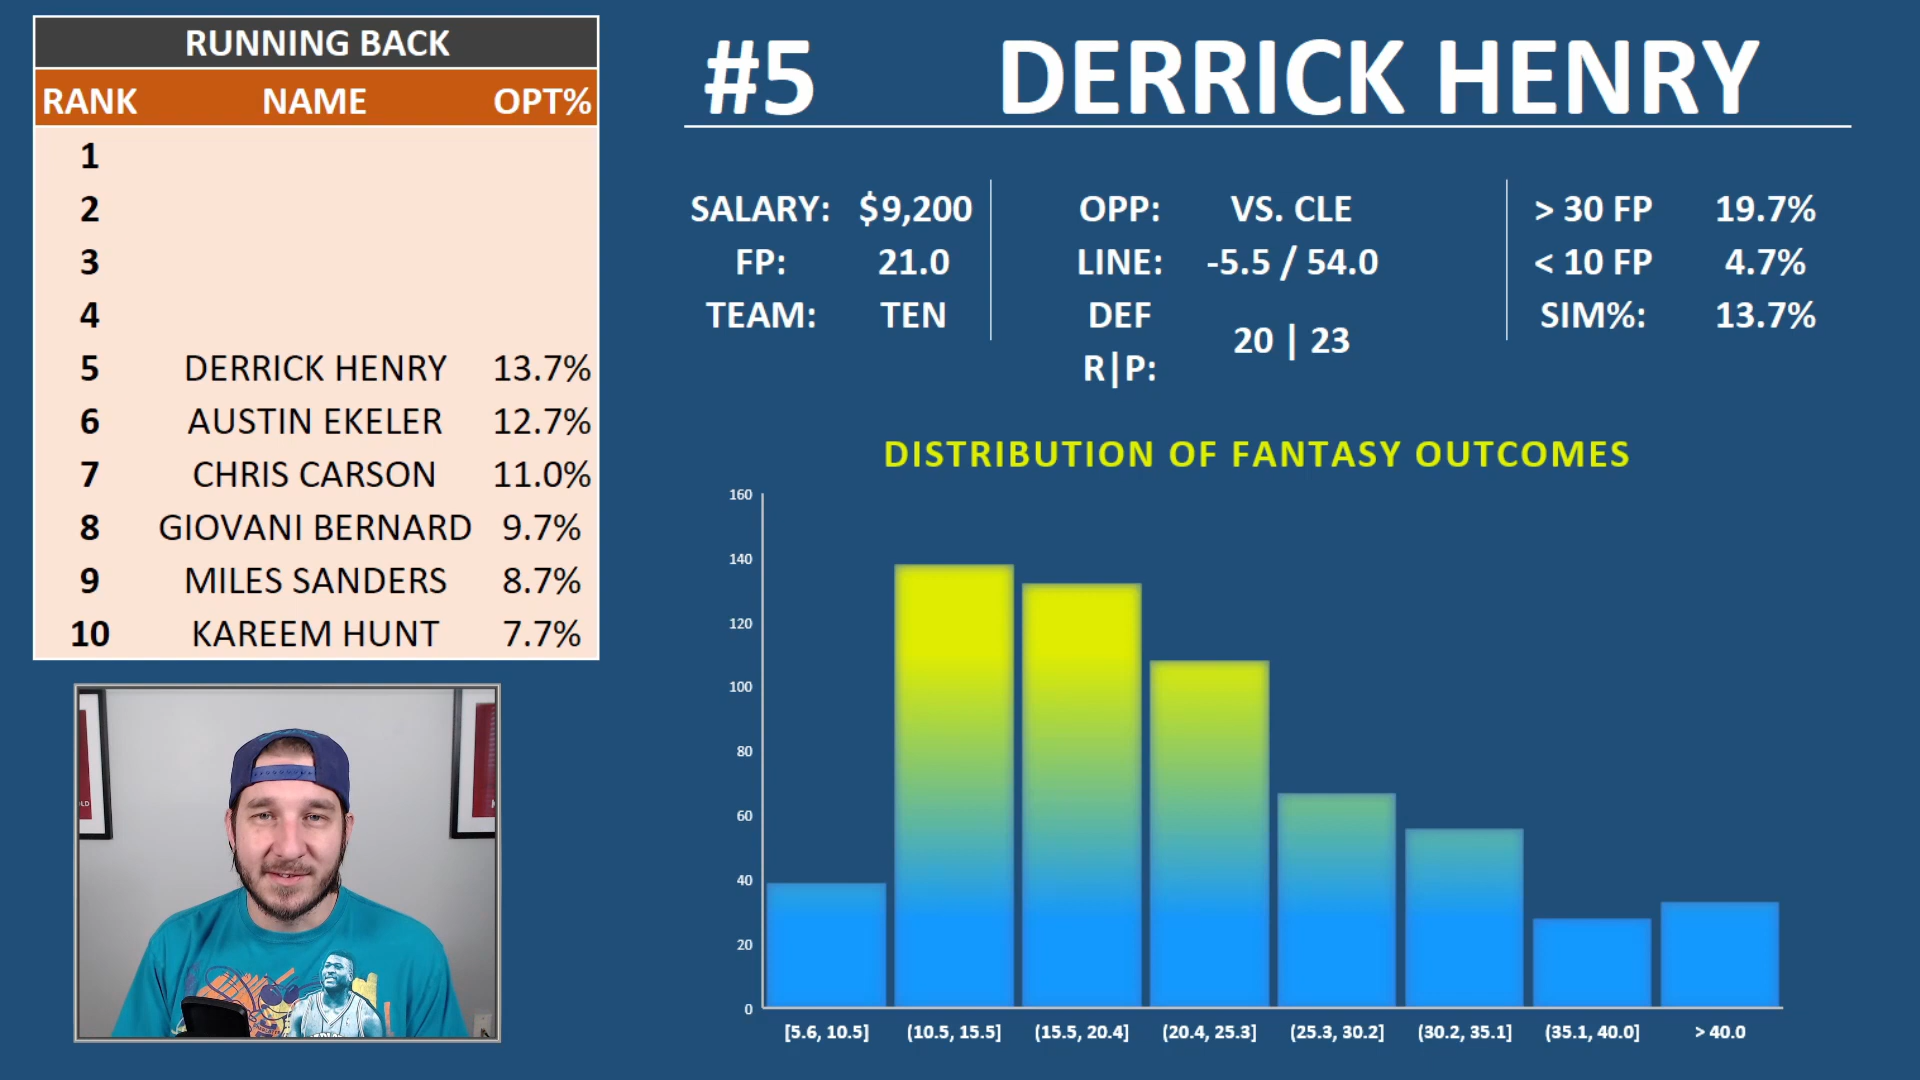 RUNNING BACK
RANK NAME OPT%
1
2
3
4
5 DERRICK HENRY 13.7%
6 AUSTIN EKELER 12.7%
7 CHRIS CARSON 11.0%
8 GIOVANI BERNARD 9.7%
9 MILES SANDERS 8.7%
10 KAREEM HUNT 7.7%
#5 DERRICK HENRY
SALARY: $9,200 OPP: VS. CLE > 30 FP 19.7%
FP: 21.0 LINE: -5.5 / 54.0 < 10 FP 4.7%
TEAM: TEN DEF R|P: 20 | 23 SIM%: 13.7%
DISTRIBUTION OF FANTASY OUTCOMES
160
140
120
100
80
60
40
20
0
[5.6, 10.5] (10.5, 15.5] (15.5, 20.4] (20.4, 25.3] (25.3, 30.2] (30.2, 35.1] (35.1, 40.0] > 40.0